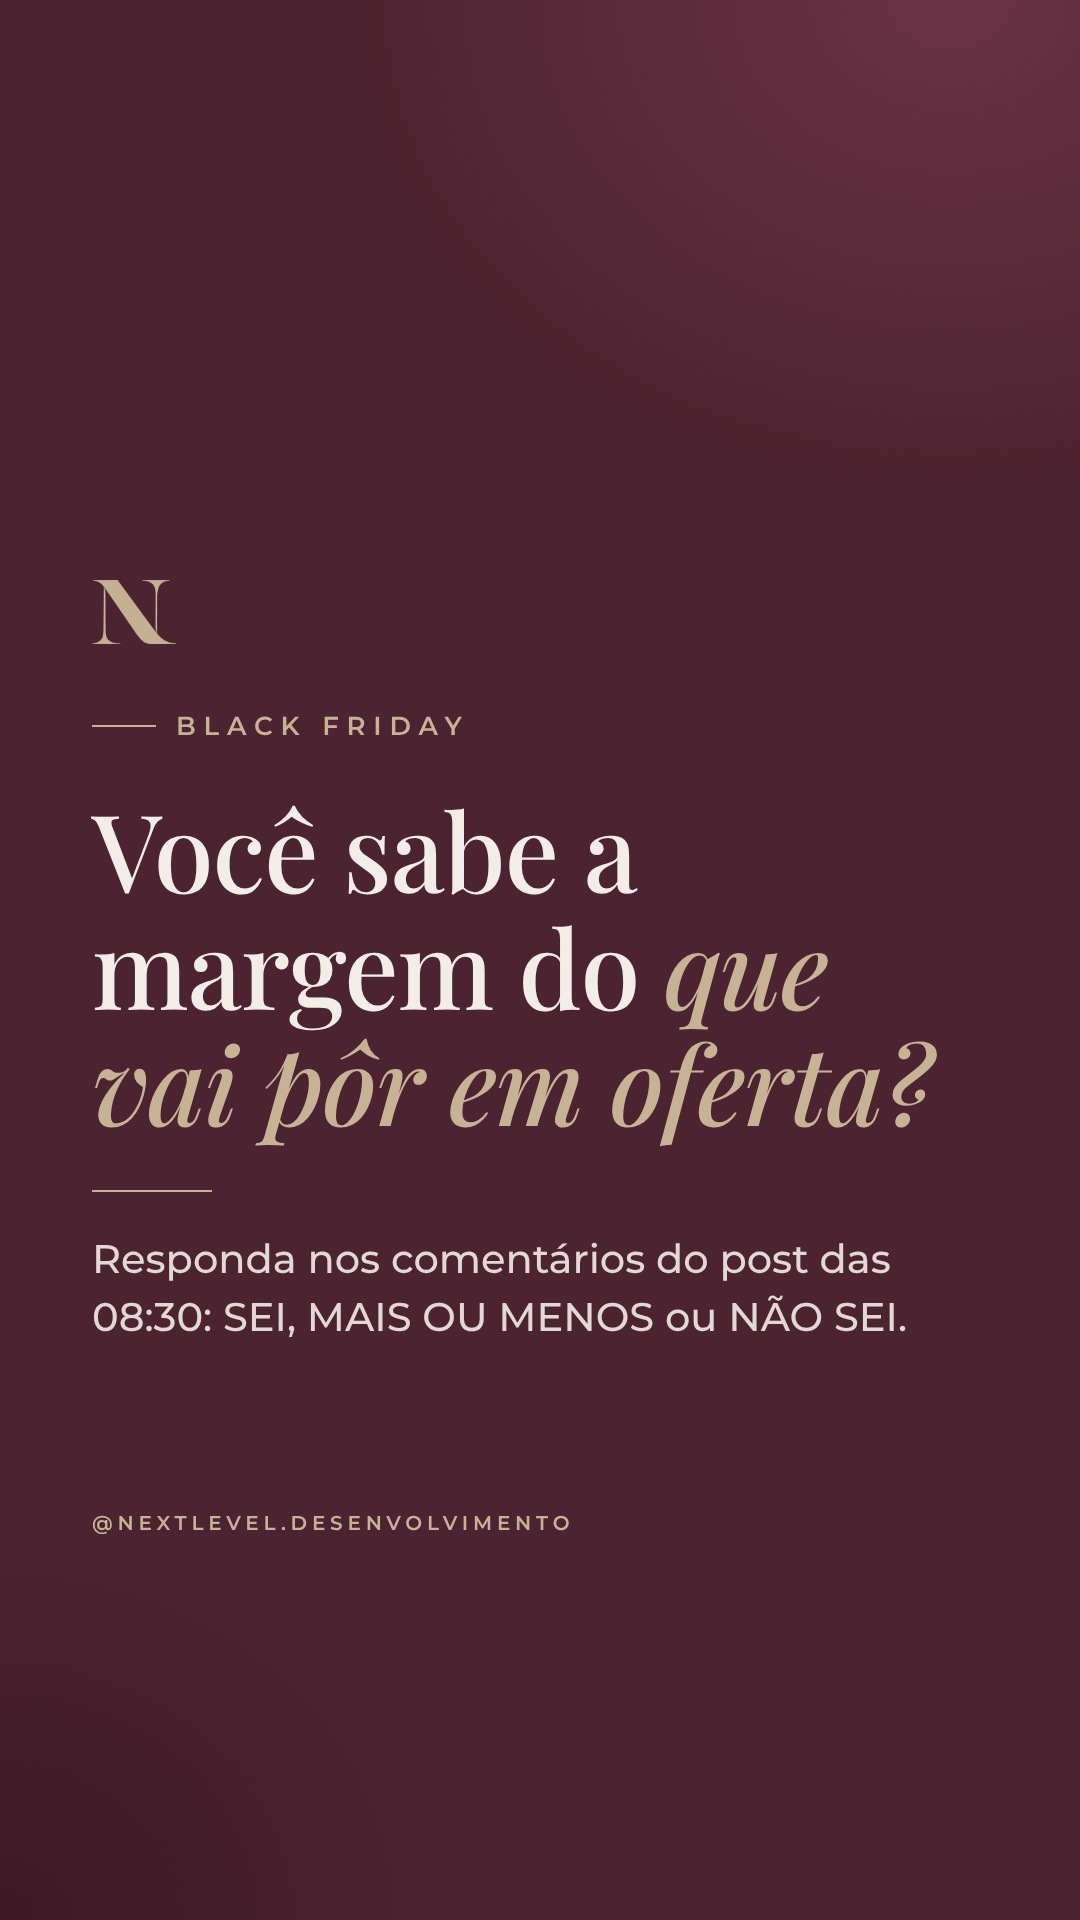 N
BLACK FRIDAY
Você sabe a
margem do que
vai pôr em oferta?
Responda nos comentários do post das
08:30: SEI, MAIS OU MENOS ou NÃO SEI.
@NEXTLEVEL.DESENVOLVIMENTO